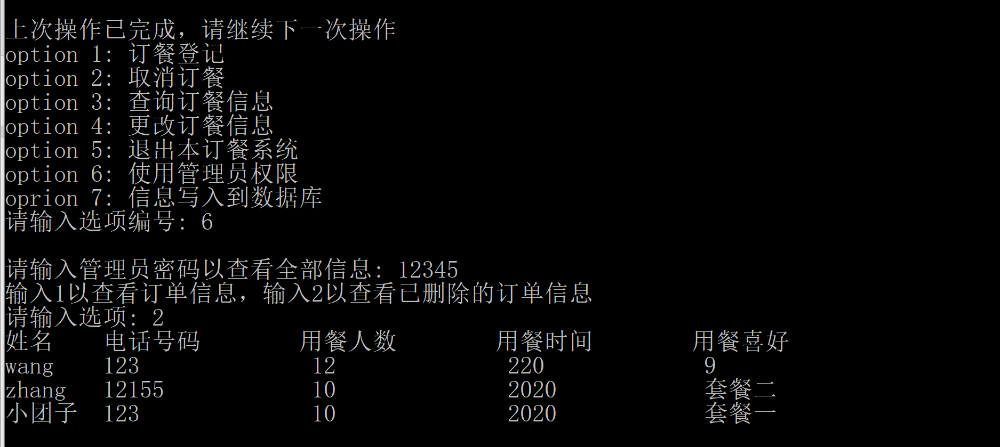 上次操作已完成，请继续下一次操作
option 1: 订餐登记
option 2: 取消订餐
option 3: 查询订餐信息
option 4: 更改订餐信息
option 5: 退出本订餐系统
option 6: 使用管理员权限
oprion 7: 信息写入到数据库
请输入选项编号: 6
请输入管理员密码以查看全部信息: 12345
输入1以查看订单信息，输入2以查看已删除的订单信息
请输入选项: 2
姓名 电话号码 用餐人数 用餐时间 用餐喜好
wang 123 12 220 9
zhang 12155 10 2020 套餐二
小团子 123 10 2020 套餐一